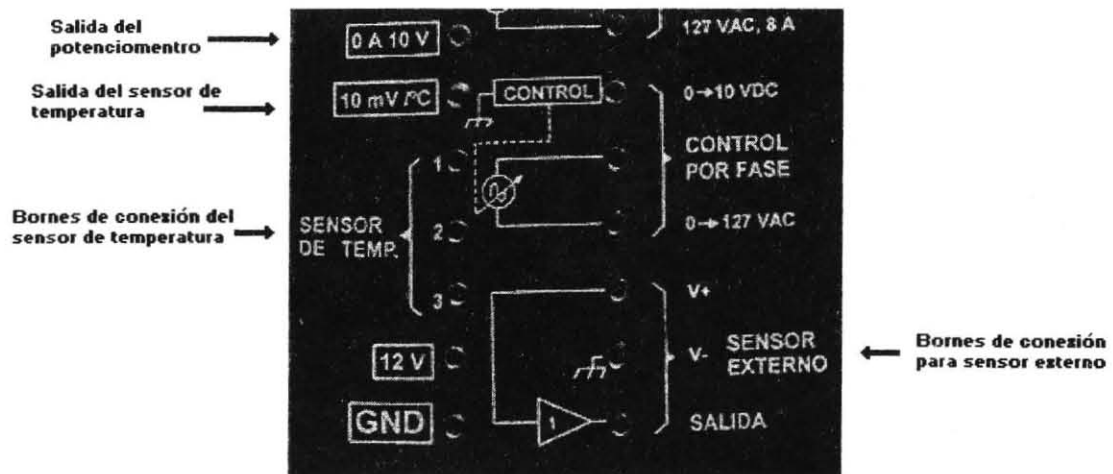 Salida del
potenciomentro
0 A 10 V
127 VAC, 8 A
Salida del sensor de
temperatura
10 mV /°C
CONTROL
0→10 VDC
CONTROL
POR FASE
0→127 VAC
Bornes de conexión del
sensor de temperatura
SENSOR
DE TEMP.
1
2
3
12 V
GND
V+
V-
SENSOR
EXTERNO
1
SALIDA
Bornes de conexión
para sensor externo